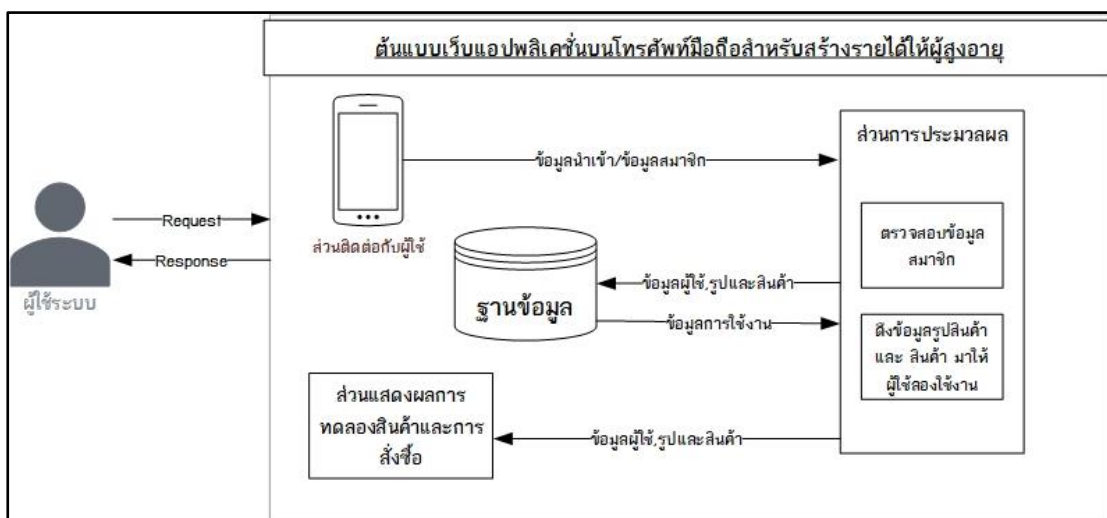 ต้นแบบเว็บแอปพลิเคชั่นบนโทรศัพท์มือถือสำหรับสร้างรายได้ให้ผู้สูงอายุ
ส่วนการประมวลผล
ข้อมูลนำเข้า/ข้อมูลสมาชิก
Request
Response
ผู้ใช้ระบบ
ส่วนติดต่อกับผู้ใช้
ตรวจสอบข้อมูล
สมาชิก
ฐานข้อมูล
ข้อมูลผู้ใช้,รูปและสินค้า
ข้อมูลการใช้งาน
ดึงข้อมูลรูปสินค้า
และ สินค้า มาให้
ผู้ใช้ลองใช้งาน
ส่วนแสดงผลการ
ทดลองสินค้าและการ
สั่งซื้อ
ข้อมูลผู้ใช้,รูปและสินค้า